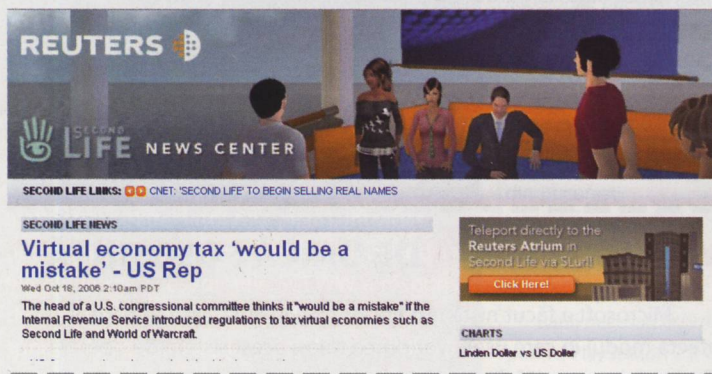 REUTERS
SECOND
LIFE NEWS CENTER
SECOND LIFE LINKS: CNET: 'SECOND LIFE' TO BEGIN SELLING REAL NAMES
SECOND LIFE NEWS
Virtual economy tax 'would be a
mistake' - US Rep
Wed Oct 18, 2006 2:10am PDT
The head of a U.S. congressional committee thinks it "would be a mistake" if the
Internal Revenue Service introduced regulations to tax virtual economies such as
Second Life and World of Warcraft.
Teleport directly to the
Reuters Atrium in
Second Life via SLurl!
Click Here!
CHARTS
Linden Dollar vs US Dollar